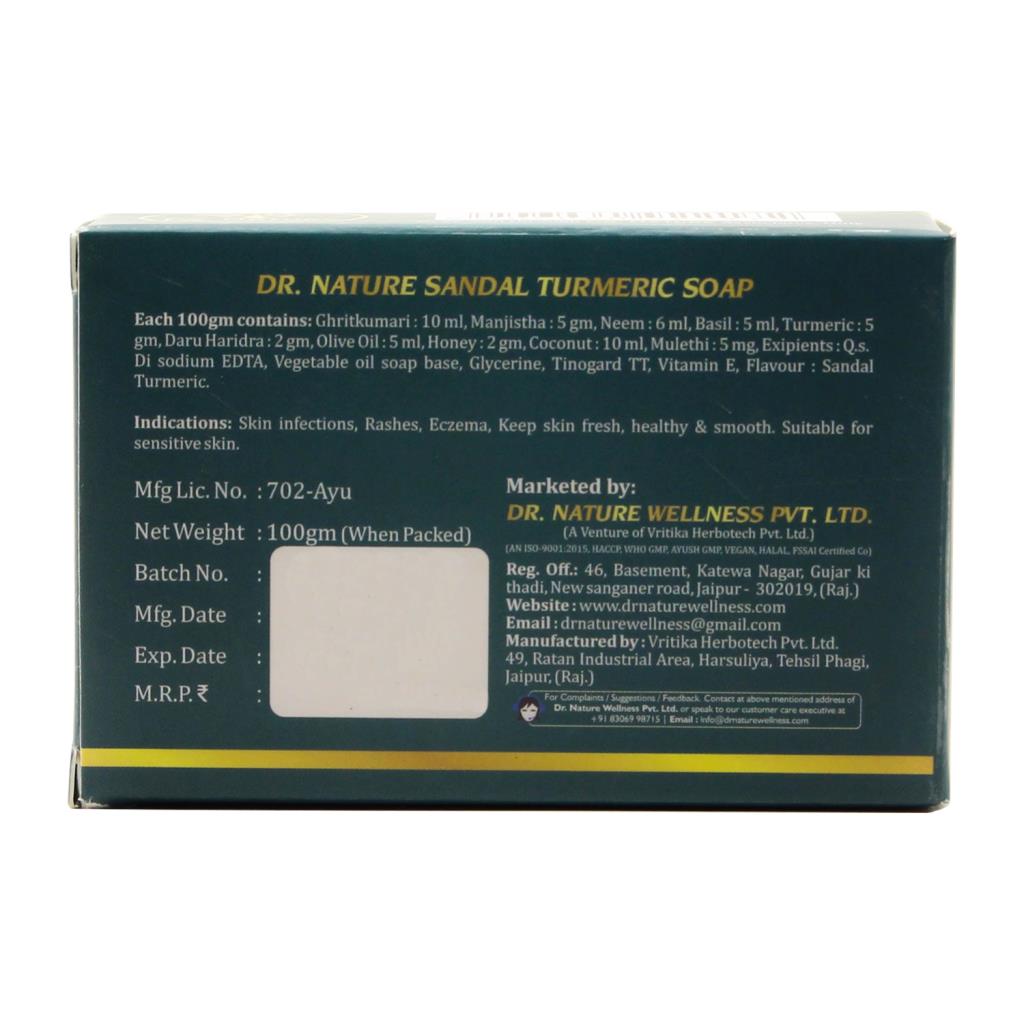 DR. NATURE SANDAL TURMERIC SOAP
Each 100gm contains: Ghritkumari : 10 ml, Manjistha : 5 gm, Neem : 6 ml, Basil : 5 ml, Turmeric : 5
gm, Daru Haridra : 2 gm, Olive Oil : 5 ml, Honey : 2 gm, Coconut : 10 ml, Mulethi : 5 mg, Exipients : Q.s.
Di sodium EDTA, Vegetable oil soap base, Glycerine, Tinogard TT, Vitamin E, Flavour : Sandal
Turmeric.
Indications: Skin infections, Rashes, Eczema, Keep skin fresh, healthy & smooth. Suitable for
sensitive skin.
Mfg Lic. No. : 702-Ayu
Net Weight : 100gm (When Packed)
Batch No. :
Mfg. Date :
Exp. Date :
M.R.P. ₹ :
Marketed by:
DR. NATURE WELLNESS PVT. LTD.
(A Venture of Vritika Herbotech Pvt. Ltd.)
(AN ISO-9001:2015, HACCP, WHO GMP, AYUSH GMP, VEGAN, HALAL, FSSAI Certified Co)
Reg. Off.: 46, Basement, Katewa Nagar, Gujar ki
thadi, New sanganer road, Jaipur - 302019, (Raj.)
Website : www.drnaturewellness.com
Email : drnaturewellness@gmail.com
Manufactured by : Vritika Herbotech Pvt. Ltd.
49, Ratan Industrial Area, Harsuliya, Tehsil Phagi,
Jaipur, (Raj.)
For Complaints / Suggestions / Feedback. Contact at above mentioned address of
Dr. Nature Wellness Pvt. Ltd. or speak to our customer care executive at
+91 83069 98715 | Email : info@drnaturewellness.com